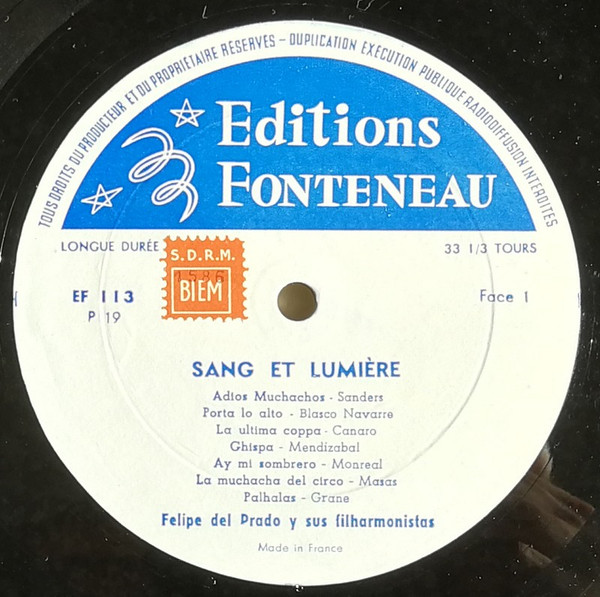 TOUS DROITS DU PRODUCTEUR ET DU PROPRIETAIRE RESERVES - DUPLICATION EXECUTION PUBLIQUE RADIODIFFUSION INTERDITES
Editions
FONTENEAU
LONGUE DURÉE
33 1/3 TOURS
S.D.R.M.
BIEM
EF 113
P 19
Face 1
SANG ET LUMIÈRE
Adios Muchachos - Sanders
Porta lo alto - Blasco Navarre
La ultima coppa - Canaro
Ghispa - Mendizabal
Ay mi sombrero - Monreal
La muchacha del circo - Masas
Palhalas - Grane
Felipe del Prado y sus filharmonistas
Made in France